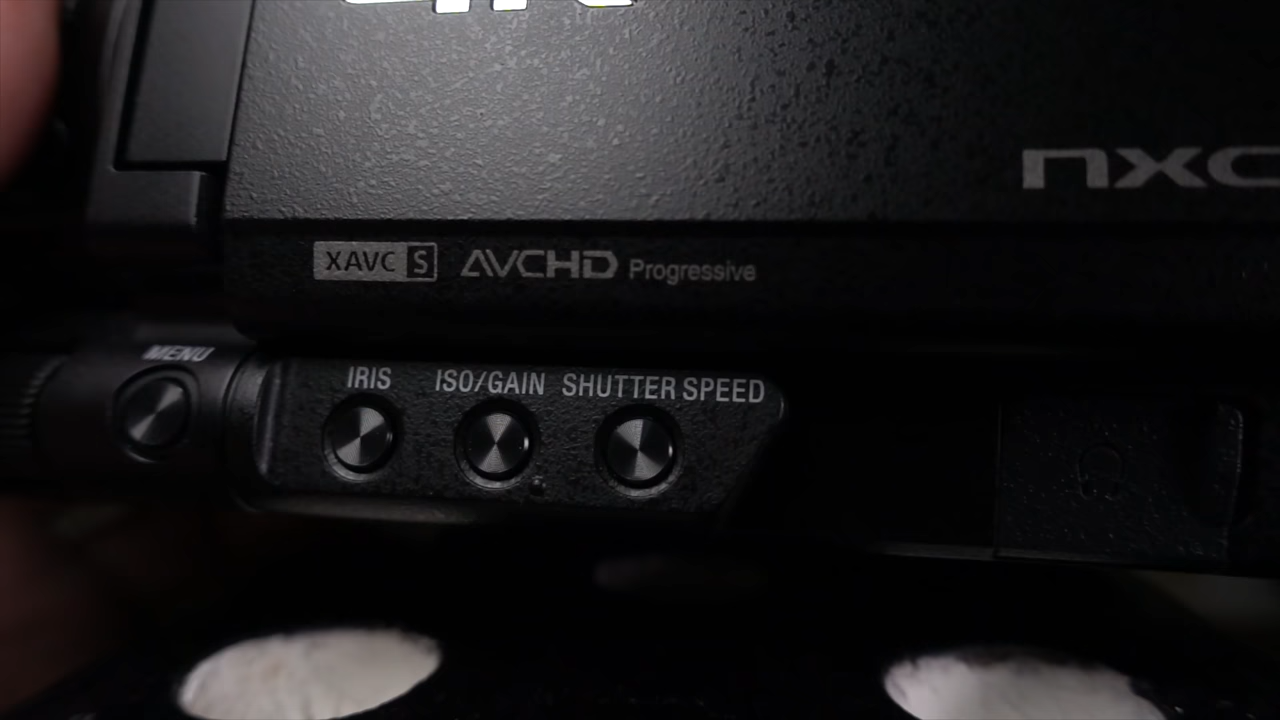 nxc
XAVC S AVCHD Progressive
MENU
IRIS ISO/GAIN SHUTTER SPEED